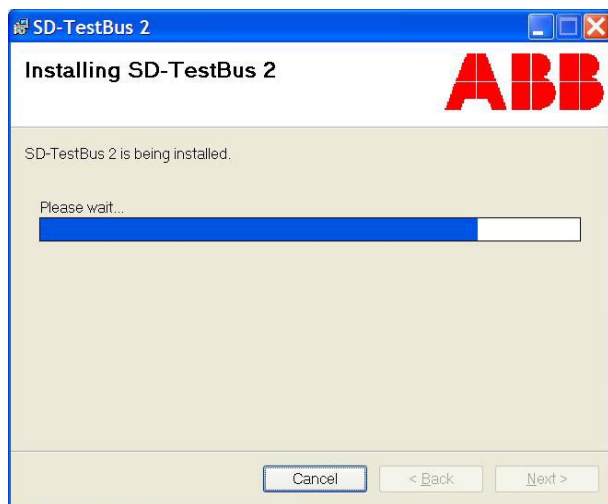 SD-TestBus 2
Installing SD-TestBus 2
ABB
SD-TestBus 2 is being installed.
Please wait...
Cancel
< Back
Next >